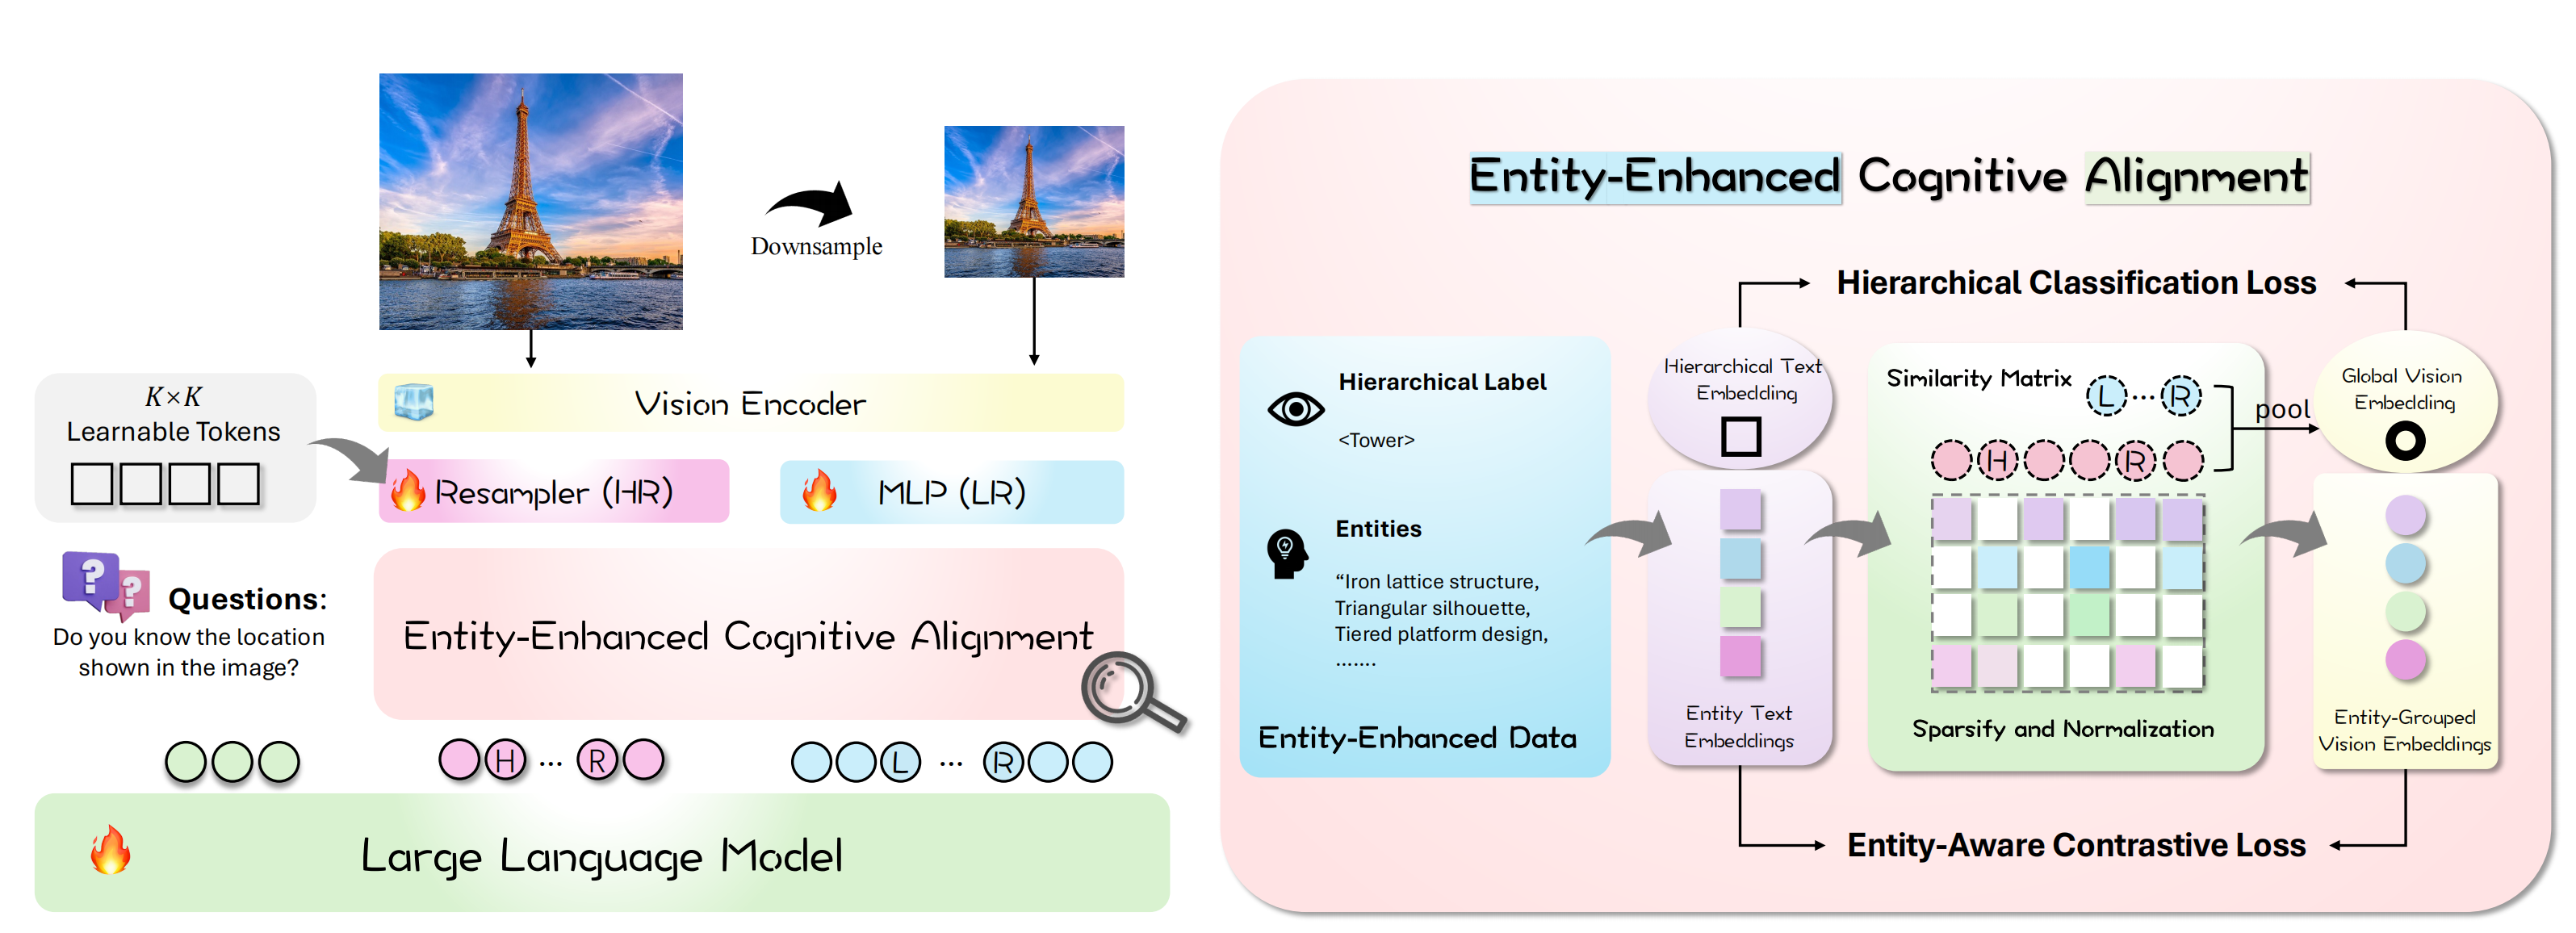 Downsample
K×K
Learnable Tokens
Vision Encoder
Resampler (HR)
MLP (LR)
Questions:
Do you know the location
shown in the image?
Entity-Enhanced Cognitive Alignment
H ... R
L ... R
Large Language Model
Entity-Enhanced Cognitive Alignment
Hierarchical Classification Loss
Hierarchical Label
<Tower>
Entities
“Iron lattice structure,
Triangular silhouette,
Tiered platform design,
.......
Entity-Enhanced Data
Hierarchical Text
Embedding
Entity Text
Embeddings
Similarity Matrix
L ... R
H R
pool
Sparsify and Normalization
Global Vision
Embedding
Entity-Grouped
Vision Embeddings
Entity-Aware Contrastive Loss